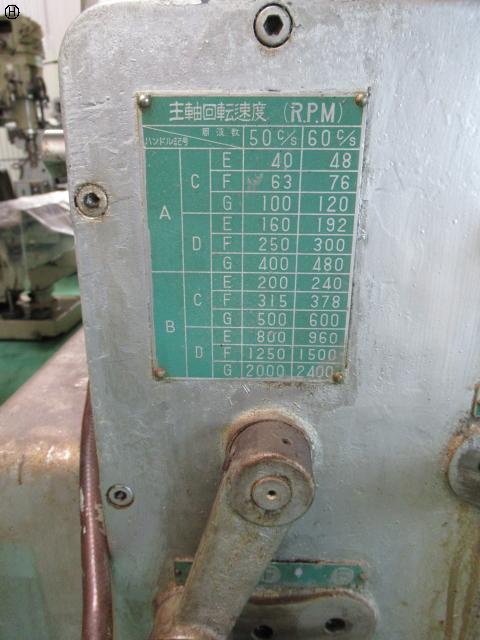 H
主軸回転速度 (R.P.M)
周波数 50 c/s 60 c/s
ハンドル記号
A C E 40 48
F 63 76
G 100 120
D E 160 192
F 250 300
G 400 480
B C E 200 240
F 315 378
G 500 600
D E 800 960
F 1250 1500
G 2000 2400